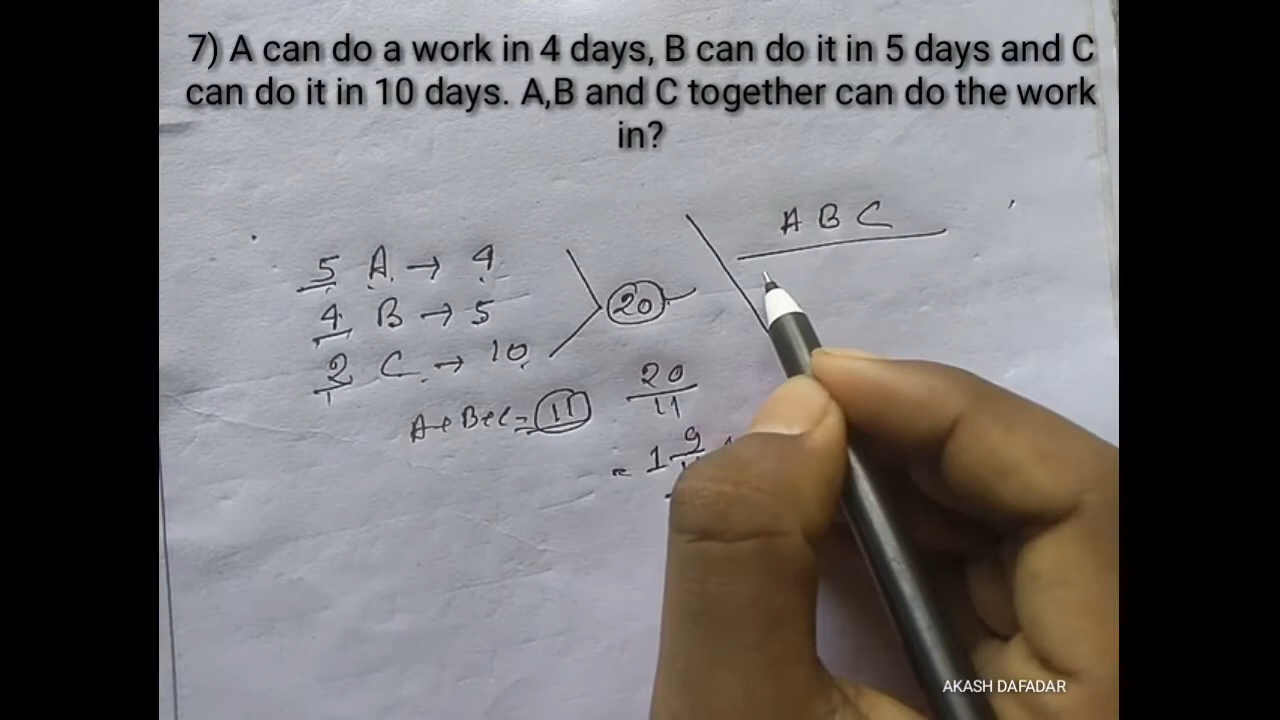 7) A can do a work in 4 days, B can do it in 5 days and C
can do it in 10 days. A,B and C together can do the work
in?
A B C
5 A → 4
4 B → 5
20
2 C → 10
A+B+C = 11
20
11
= 1 9
AKASH DAFADAR